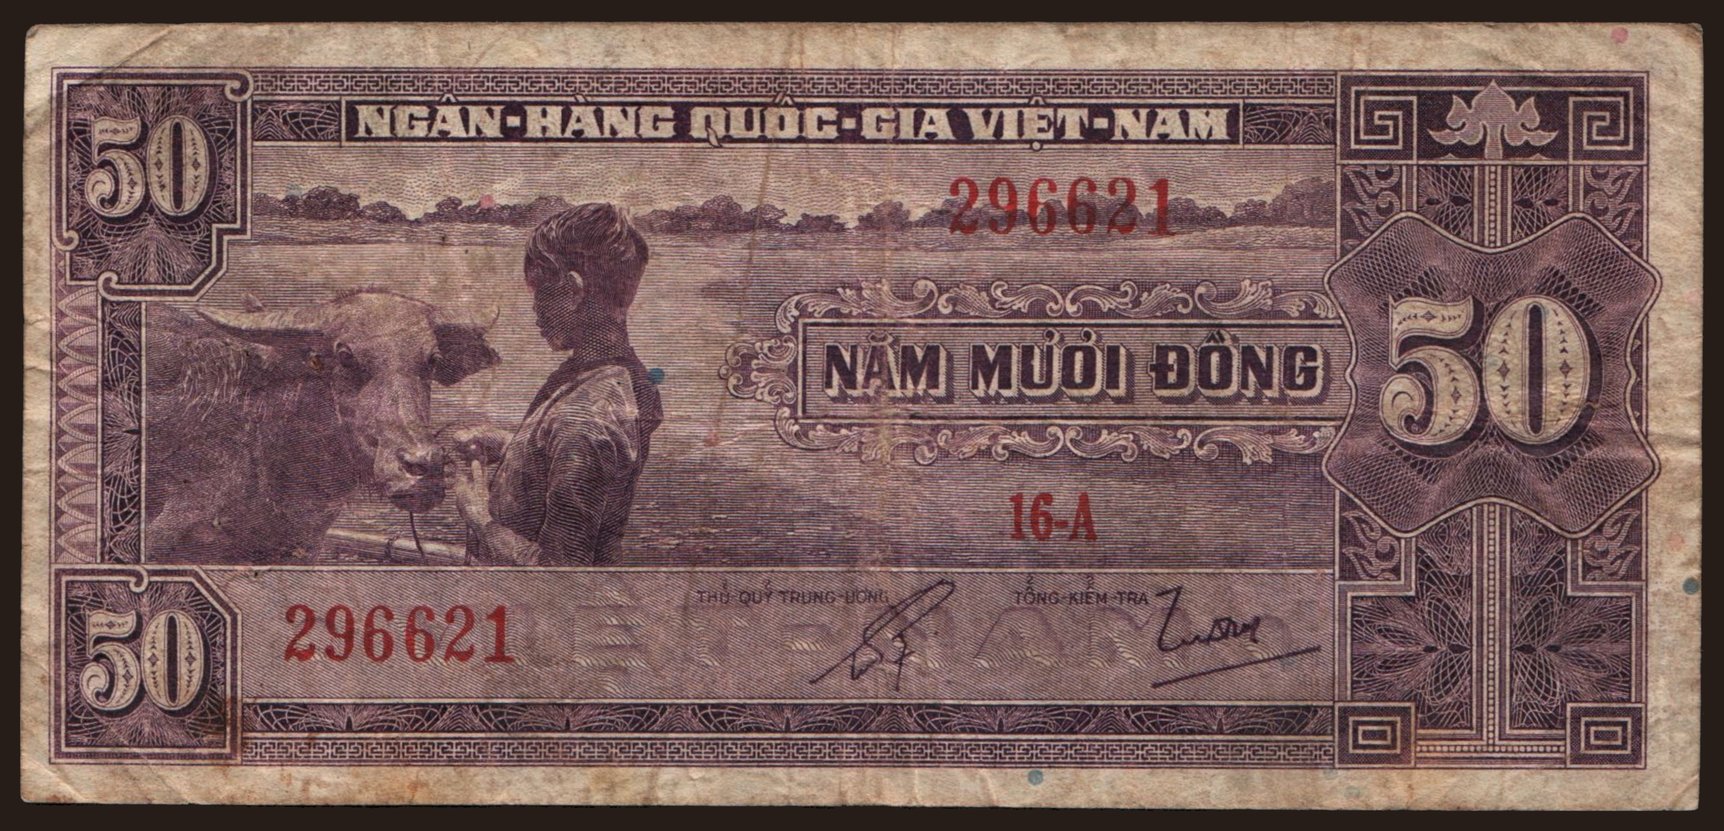 50
NGÂN-HÀNG QUỐC-GIA VIỆT-NAM
296621
NĂM MƯƠI ĐỒNG
50
16-A
THỦ-QUỸ TRUNG-ƯƠNG
TỔNG-KIỂM-TRA
50
296621